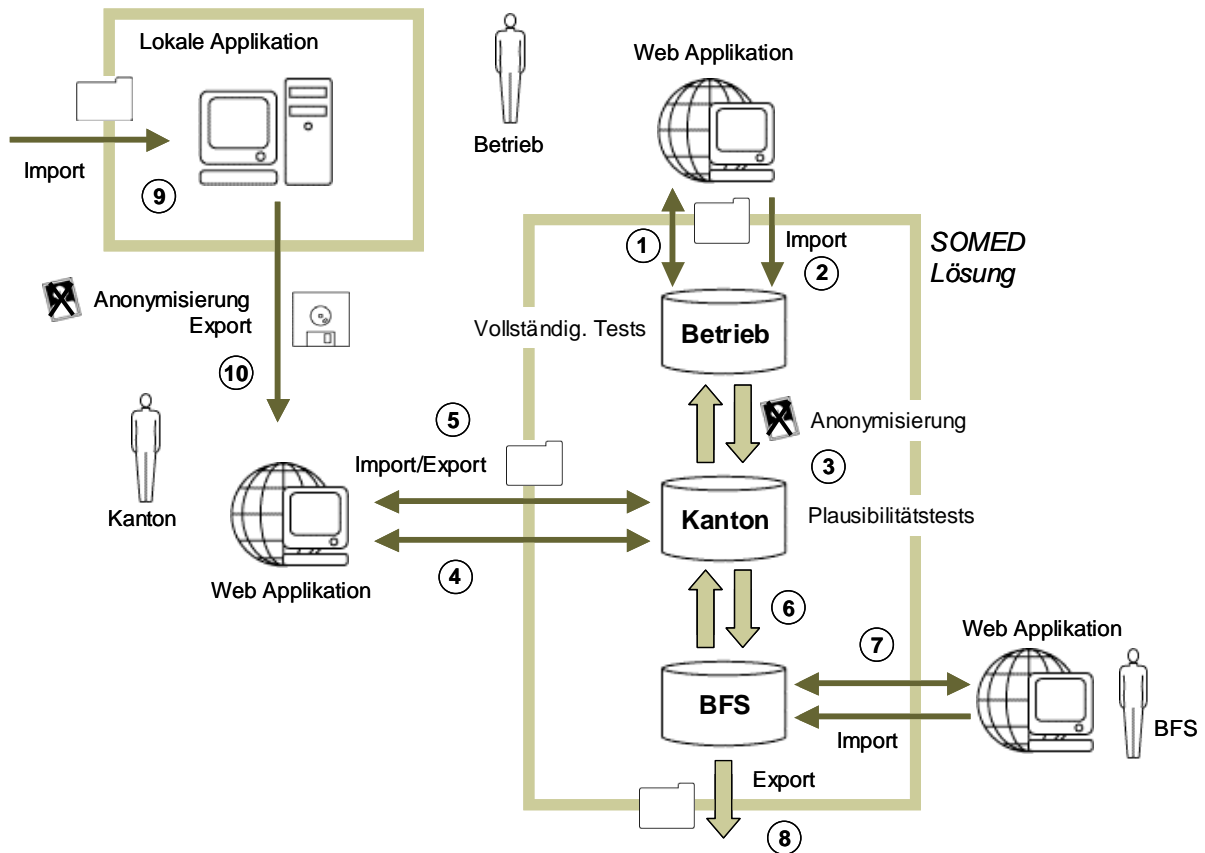 Lokale Applikation
Import
9
Betrieb
Web Applikation
1
Import
2
SOMED
Lösung
Anonymisierung
Export
10
Vollständig. Tests
Betrieb
Anonymisierung
3
Kanton
5
Import/Export
4
Web Applikation
Kanton
Plausibilitätstests
6
Web Applikation
7
BFS
Import
BFS
Export
8